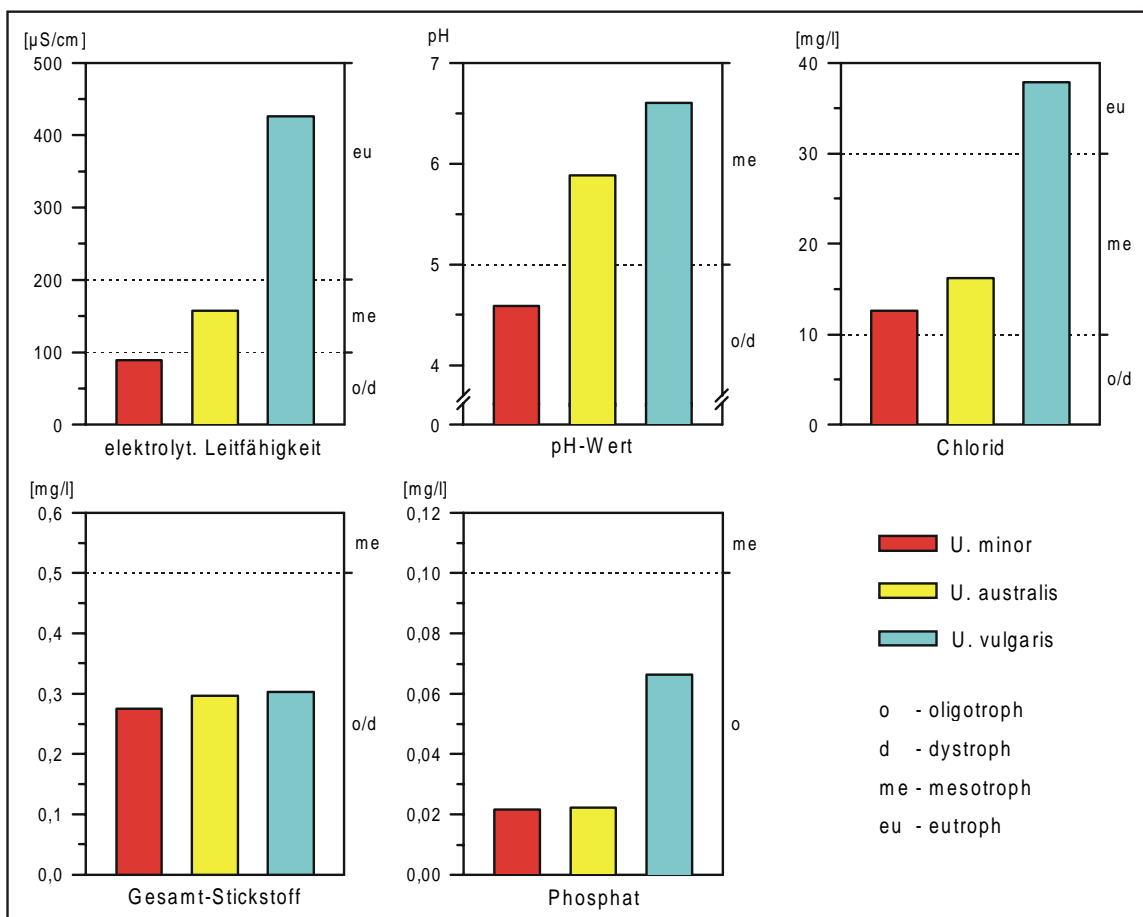 [µS/cm]
500
400
300
200
100
0
eu
me
o/d
elektrolyt. Leitfähigkeit
pH
7
6
5
4
0
me
o/d
pH-Wert
[mg/l]
40
30
20
10
0
eu
me
o/d
Chlorid
[mg/l]
0,6
0,5
0,4
0,3
0,2
0,1
0,0
me
o/d
Gesamt-Stickstoff
[mg/l]
0,12
0,10
0,08
0,06
0,04
0,02
0,00
me
o
Phosphat
U. minor
U. australis
U. vulgaris
o - oligotroph
d - dystroph
me - mesotroph
eu - eutroph